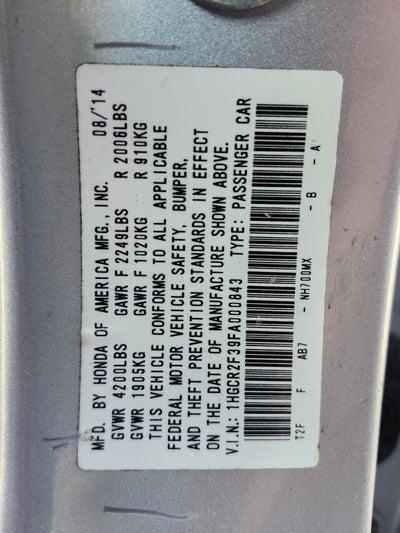 MFD. BY HONDA OF AMERICA MFG., INC. 08/'14
GVWR 4200LBS GAWR F 2249LBS R 2006LBS
GVWR 1905KG GAWR F 1020KG R 910KG
THIS VEHICLE CONFORMS TO ALL APPLICABLE
FEDERAL MOTOR VEHICLE SAFETY, BUMPER,
AND THEFT PREVENTION STANDARDS IN EFFECT
ON THE DATE OF MANUFACTURE SHOWN ABOVE.
V.I.N.: 1HGCR2F39FA000843 TYPE: PASSENGER CAR
T2F F AB7 - NH700MX - B - A